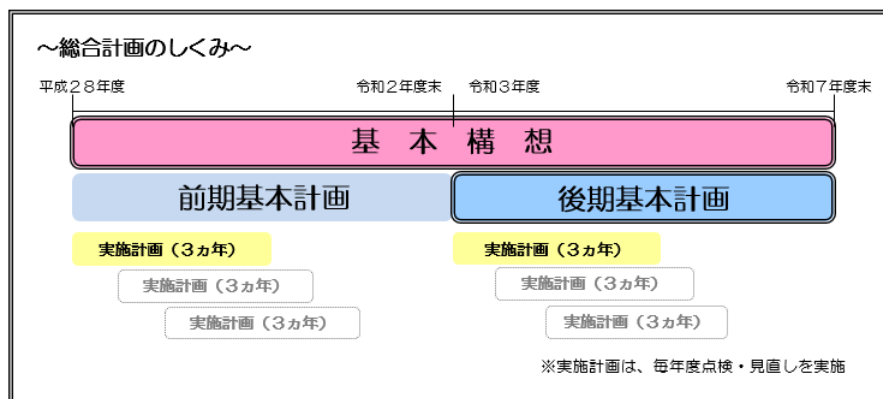 ～総合計画のしくみ～
平成２８年度 令和２年度末 令和３年度 令和７年度末
基本構想
前期基本計画 後期基本計画
実施計画（３ヵ年） 実施計画（３ヵ年）
実施計画（３ヵ年） 実施計画（３ヵ年）
実施計画（３ヵ年） 実施計画（３ヵ年）
※実施計画は、毎年度点検・見直しを実施